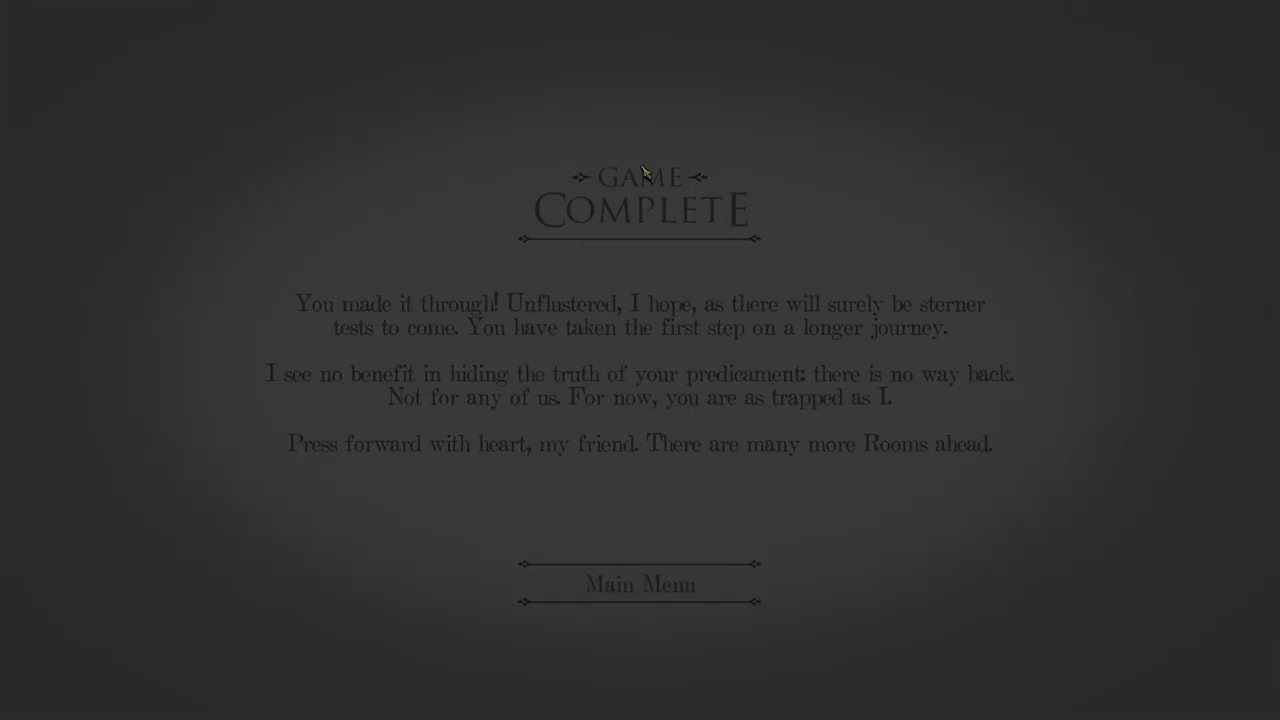 GAME
COMPLETE
You made it through! Unflustered, I hope, as there will surely be sterner
tests to come. You have taken the first step on a longer journey.
I see no benefit in hiding the truth of your predicament: there is no way back.
Not for any of us. For now, you are as trapped as I.
Press forward with heart, my friend. There are many more Rooms ahead.
Main Menu